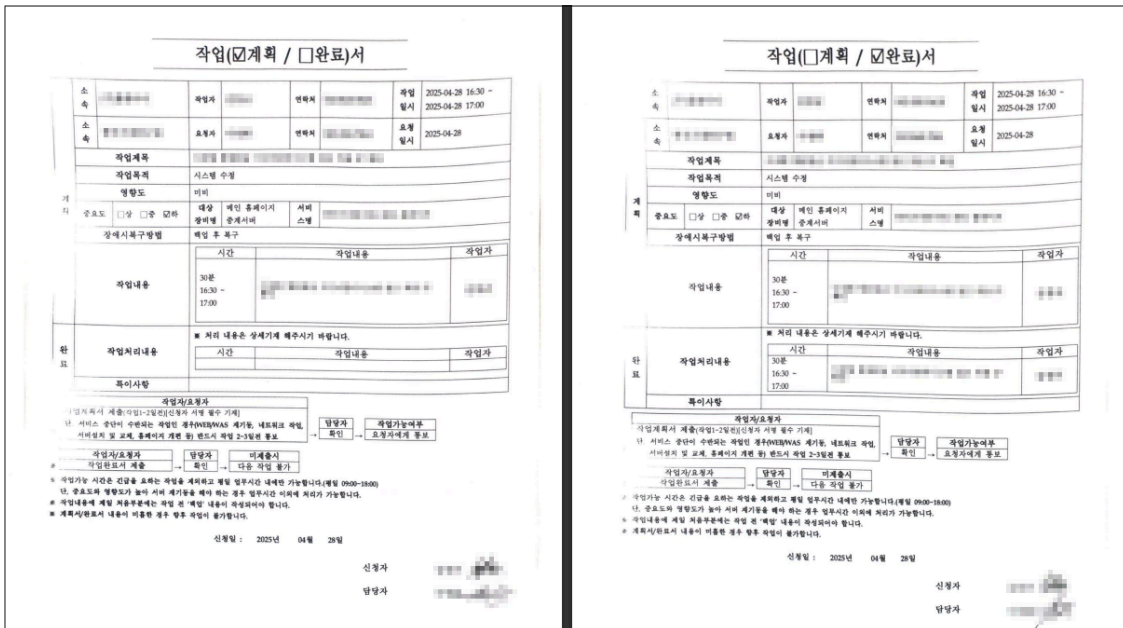 작업(☑계획 / □완료)서
소속 작업자 연락처 작업일시 2025-04-28 16:30 ~ 2025-04-28 17:00
소속 요청자 연락처 요청일시 2025-04-28
작업제목
작업목적 시스템 수정
영향도 미비
계획
중요도 □상 □중 ☑하 대상장비명 메인 홈페이지 중계서버 서비스명
장애시복구방법 백업 후 복구
작업내용
시간 작업내용 작업자
30분
16:30 ~
17:00
완료
작업처리내용
※ 처리 내용은 상세기재 해주시기 바랍니다.
시간 작업내용 작업자
특이사항
작업자/요청자
작업계획서 제출(작업1~2일전)[신청자 서명 필수 기재]
단, 서비스 중단이 수반되는 작업인 경우(WEB/WAS 재기동, 네트워크 작업,
서버설치 및 교체, 홈페이지 개편 등) 반드시 작업 2~3일전 통보
→ 담당자 확인 → 작업가능여부 요청자에게 통보
작업자/요청자 담당자 미제출시
작업완료서 제출 → 확인 → 다음 작업 불가
※ 작업가능 시간은 긴급을 요하는 작업을 제외하고 평일 업무시간 내에만 가능합니다.(평일 09:00~18:00)
단, 중요도와 영향도가 높아 서버 재기동을 해야 하는 경우 업무시간 이외에 처리가 가능합니다.
※ 작업내용에 제일 처음부분에는 작업 전 '백업' 내용이 작성되어야 합니다.
※ 계획서/완료서 내용이 미흡한 경우 향후 작업이 불가합니다.
신청일 : 2025년 04월 28일
신청자
담당자
작업(□계획 / ☑완료)서
소속 작업자 연락처 작업일시 2025-04-28 16:30 ~ 2025-04-28 17:00
소속 요청자 연락처 요청일시 2025-04-28
작업제목
작업목적 시스템 수정
영향도 미비
계획
중요도 □상 □중 ☑하 대상장비명 메인 홈페이지 중계서버 서비스명
장애시복구방법 백업 후 복구
작업내용
시간 작업내용 작업자
30분
16:30 ~
17:00
완료
작업처리내용
※ 처리 내용은 상세기재 해주시기 바랍니다.
시간 작업내용 작업자
30분
16:30 ~
17:00
특이사항
작업자/요청자
작업계획서 제출(작업1~2일전)[신청자 서명 필수 기재]
단, 서비스 중단이 수반되는 작업인 경우(WEB/WAS 재기동, 네트워크 작업,
서버설치 및 교체, 홈페이지 개편 등) 반드시 작업 2~3일전 통보
→ 담당자 확인 → 작업가능여부 요청자에게 통보
작업자/요청자 담당자 미제출시
작업완료서 제출 → 확인 → 다음 작업 불가
※ 작업가능 시간은 긴급을 요하는 작업을 제외하고 평일 업무시간 내에만 가능합니다.(평일 09:00~18:00)
단, 중요도와 영향도가 높아 서버 재기동을 해야 하는 경우 업무시간 이외에 처리가 가능합니다.
※ 작업내용에 제일 처음부분에는 작업 전 '백업' 내용이 작성되어야 합니다.
※ 계획서/완료서 내용이 미흡한 경우 향후 작업이 불가합니다.
신청일 : 2025년 04월 28일
신청자
담당자